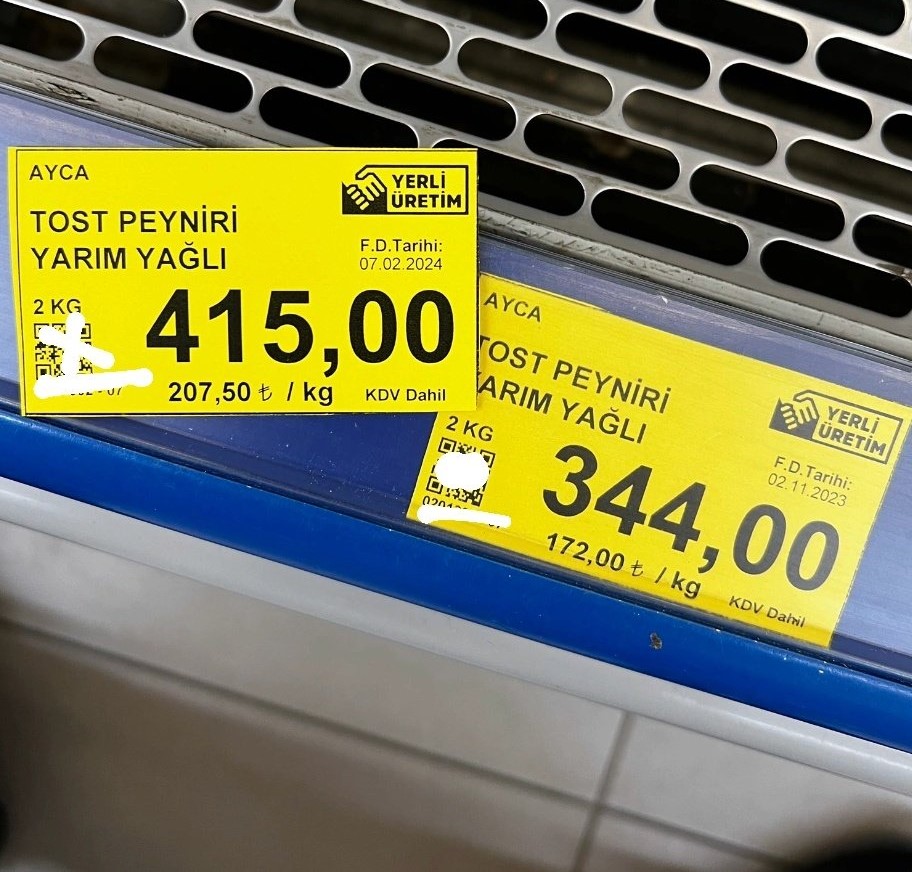 AYCA
YERLİ
ÜRETİM
TOST PEYNİRİ
YARIM YAĞLI
F.D.Tarihi:
07.02.2024
2 KG
415,00
207,50 ₺ / kg
KDV Dahil
AYCA
TOST PEYNİRİ
YARIM YAĞLI
YERLİ
ÜRETİM
F.D.Tarihi:
02.11.2023
2 KG
344,00
172,00 ₺ / kg
KDV Dahil